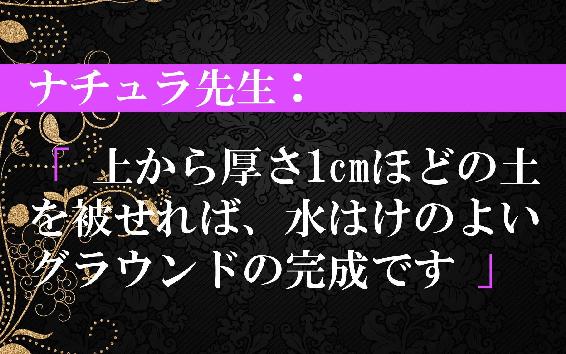 ナチュラ先生：
「 上から厚さ1cmほどの土
を被せれば、水はけのよい
グラウンドの完成です 」